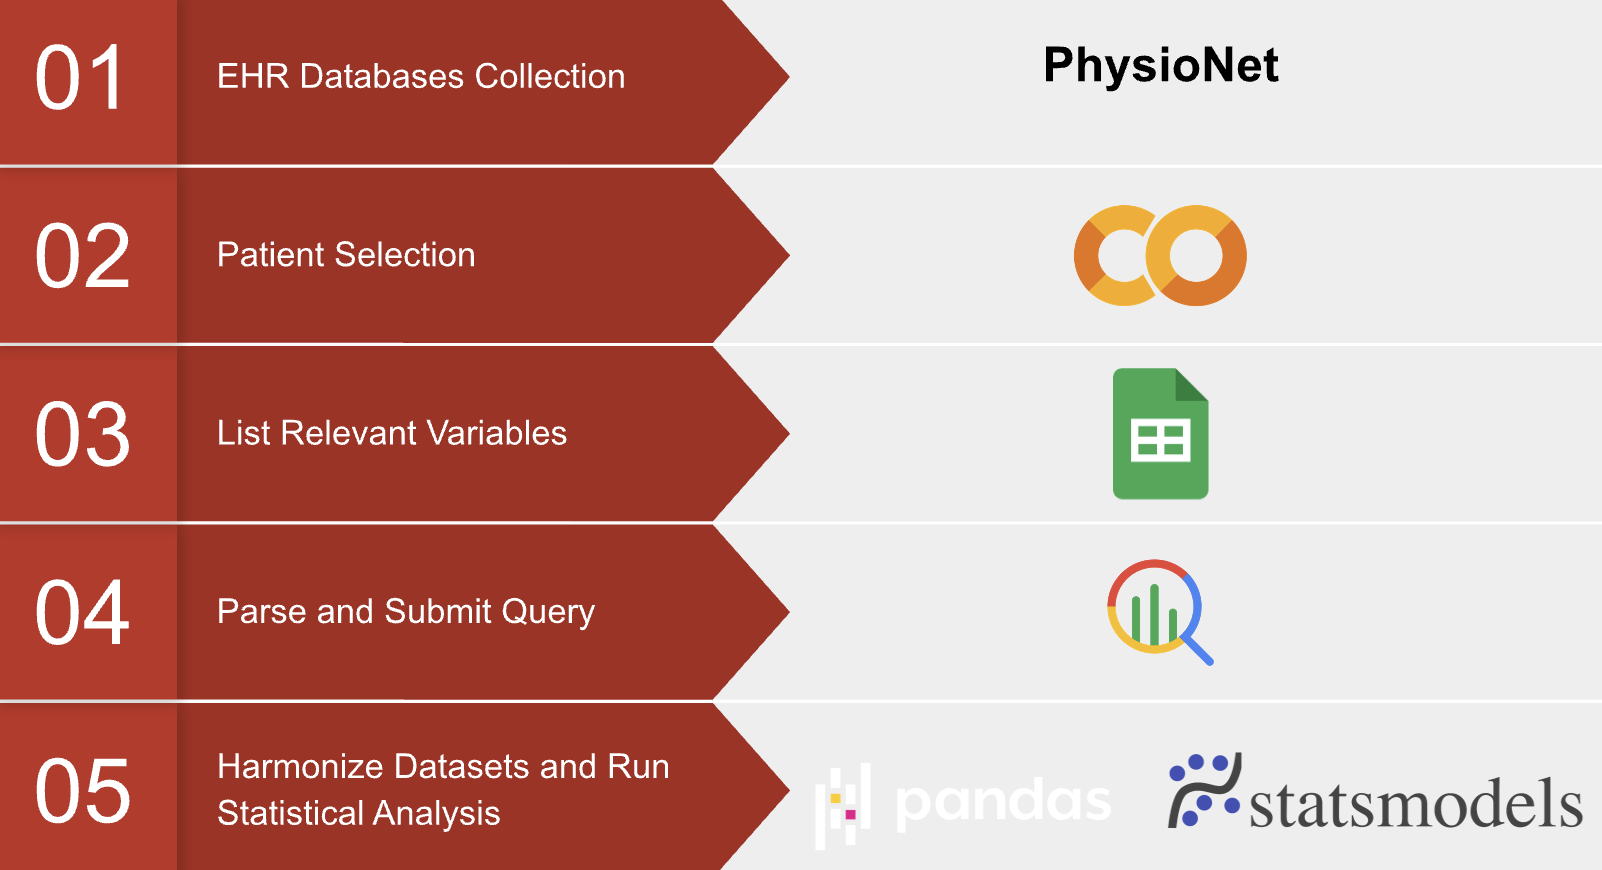 01
EHR Databases Collection
PhysioNet
02
Patient Selection
03
List Relevant Variables
04
Parse and Submit Query
05
Harmonize Datasets and Run
Statistical Analysis
pandas
statsmodels